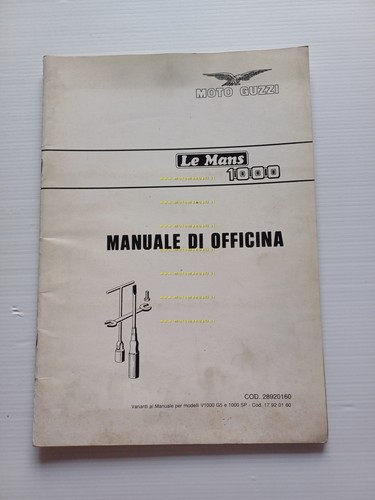 MOTO GUZZI
Le Mans
1000
MANUALE DI OFFICINA
COD. 28920160
Varianti al Manuale per modelli V1000 G5 e 1000 SP - Cod. 17 92 01 60